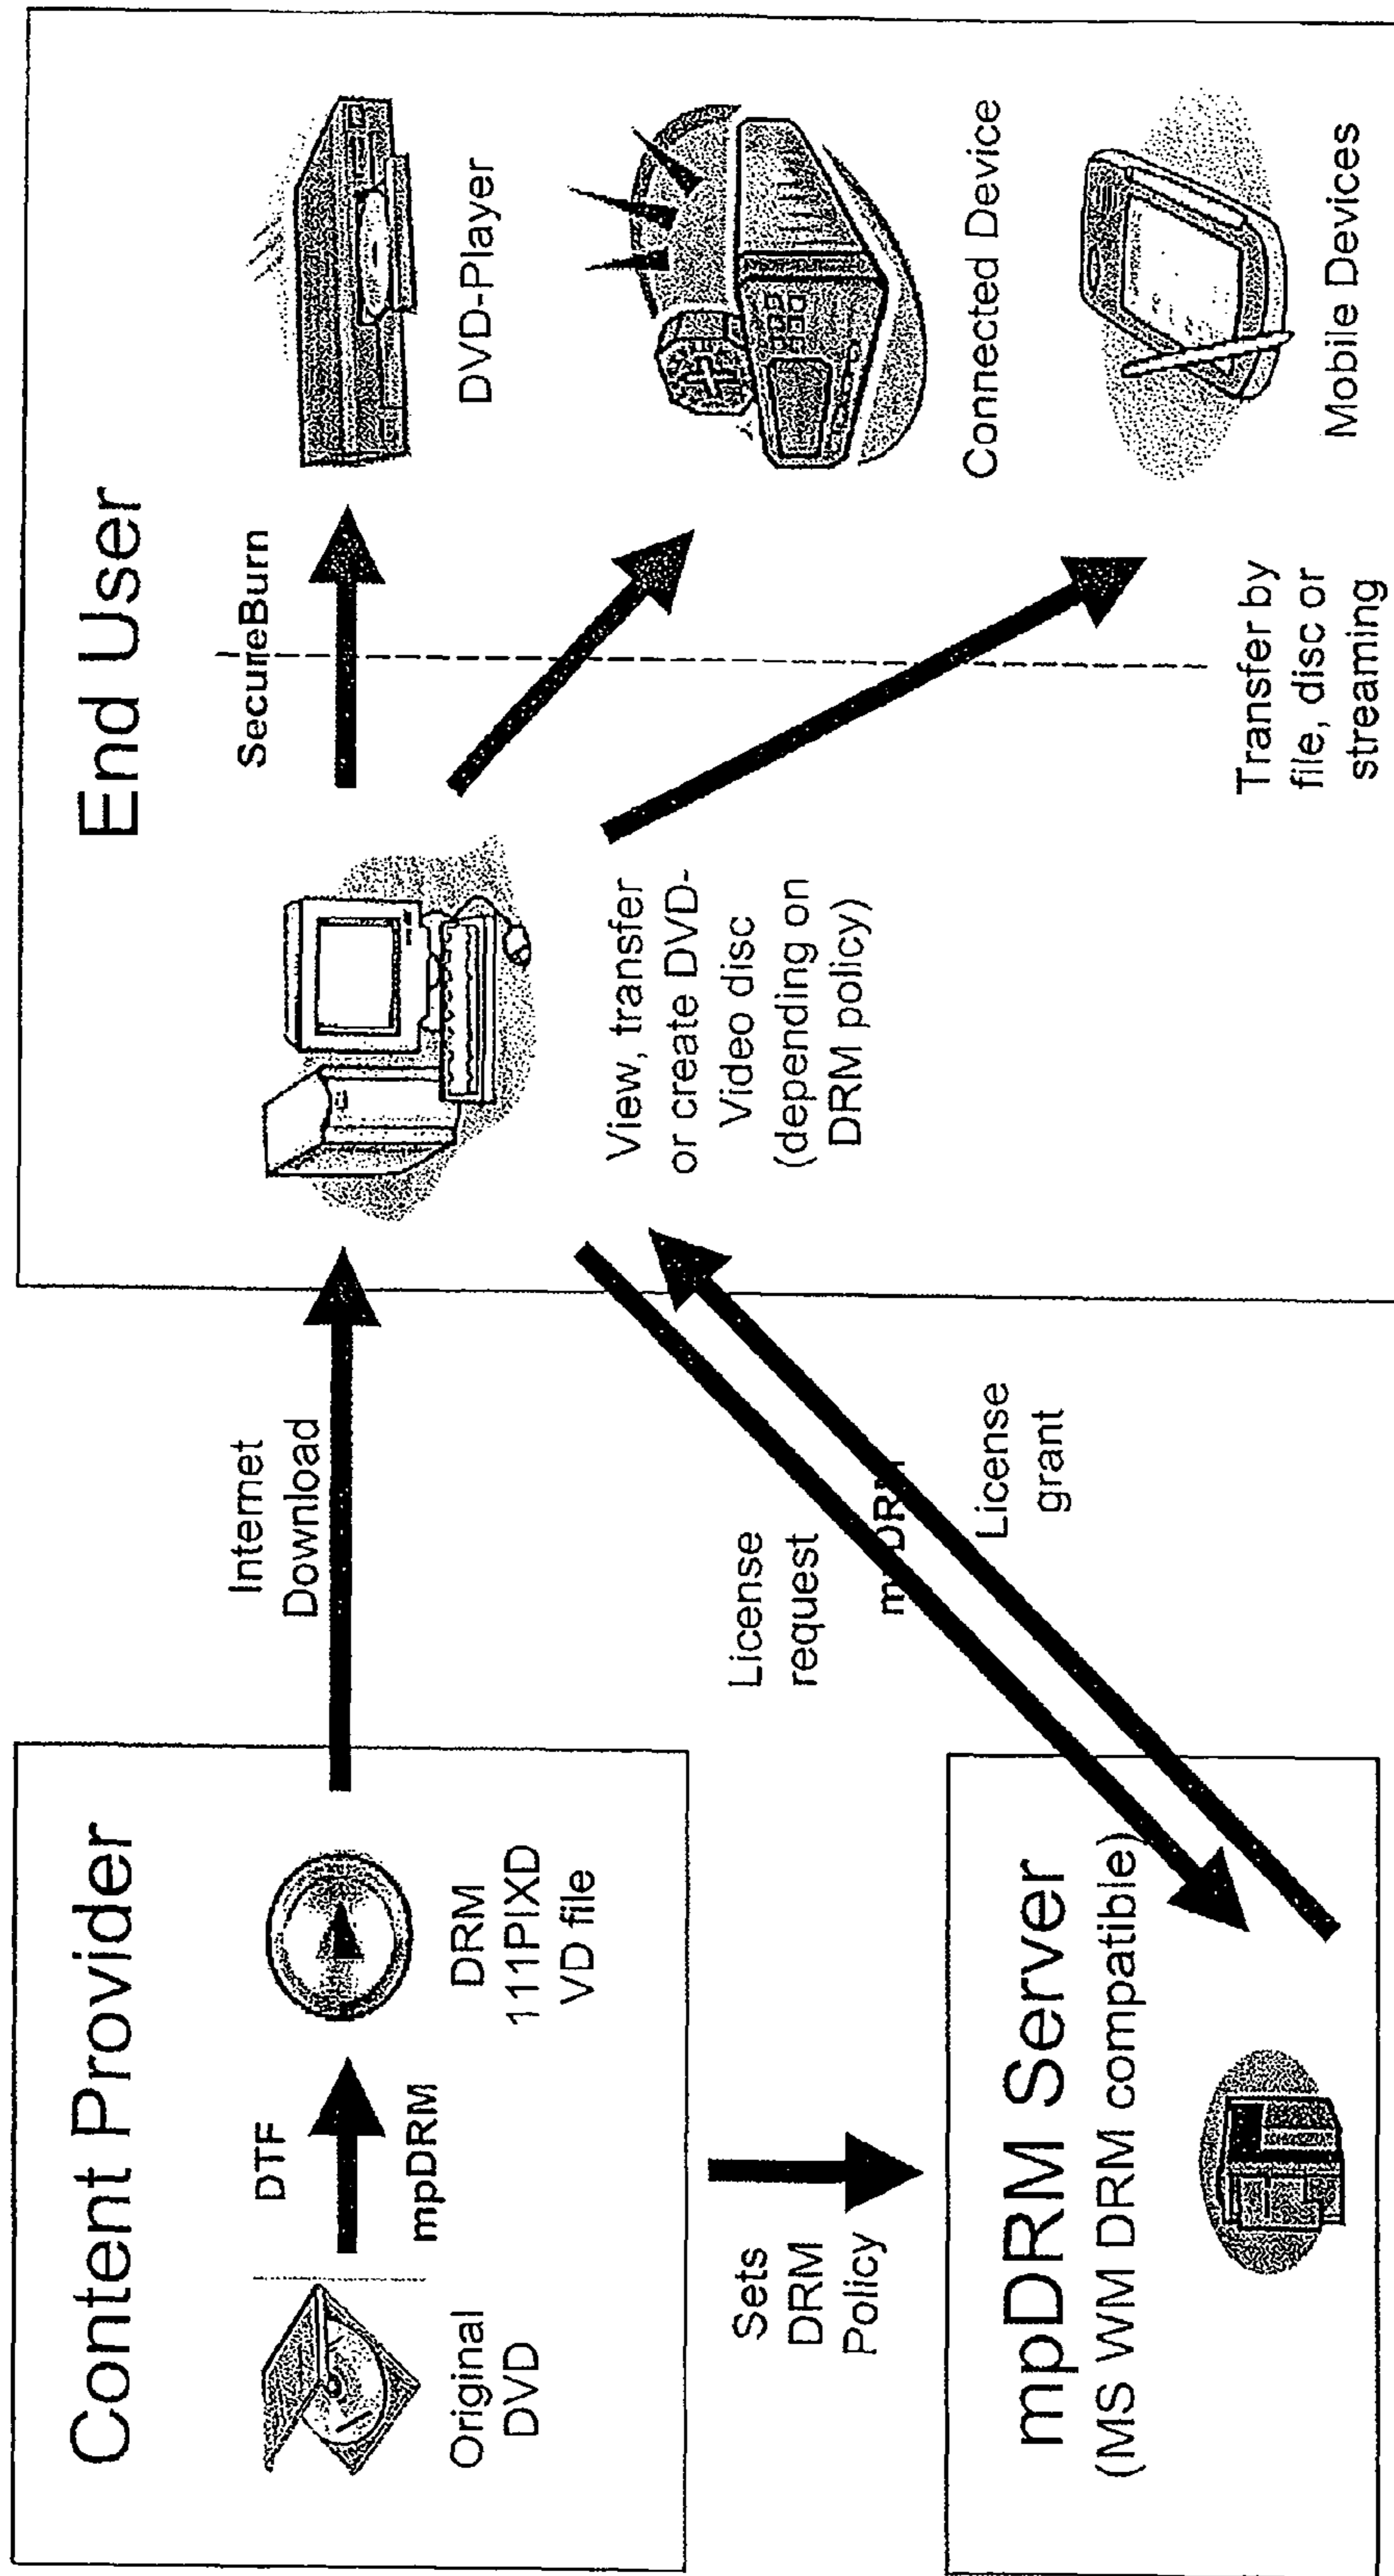 Content Provider
Original
DVD
DTF
mpDRM
DRM
111PIXD
VD file
Internet
Download
Sets
DRM
Policy
mpDRM Server
(MS WM DRM compatible)
License
request
mpDRM
License
grant
End User
SecureBurn
View, transfer
or create DVD-
Video disc
(depending on
DRM policy)
DVD-Player
Connected Device
Mobile Devices
Transfer by
file, disc or
streaming